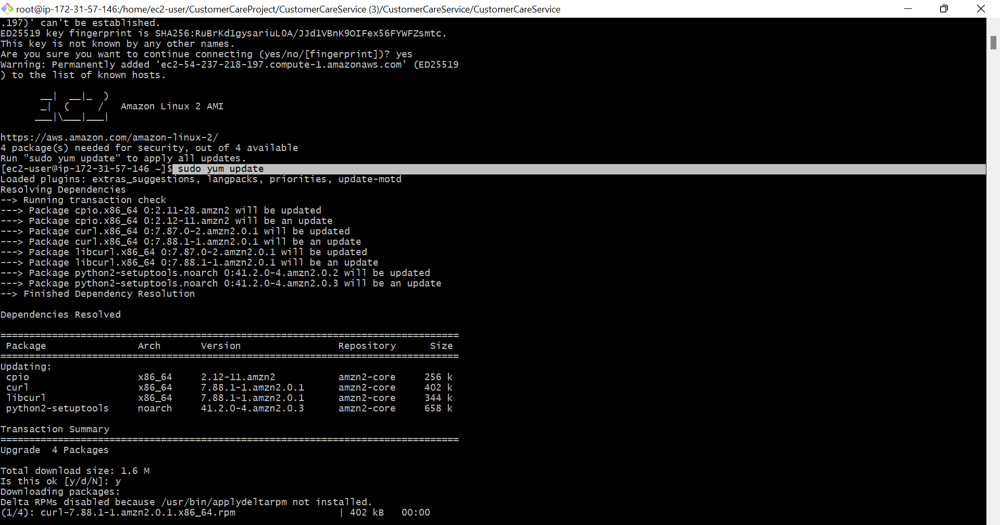 root@ip-172-31-57-146:/home/ec2-user/CustomerCareProject/CustomerCareService (3)/CustomerCareService/CustomerCareService
.197)' can't be established.
ED25519 key fingerprint is SHA256:RuBrKd1gysariuLOA/JJd1VBnK9OIFex56FYWFZsmtc.
This key is not known by any other names.
Are you sure you want to continue connecting (yes/no/[fingerprint])? yes
Warning: Permanently added 'ec2-54-237-218-197.compute-1.amazonaws.com' (ED25519
) to the list of known hosts.
       __|  __|_  )
       _|  (     /   Amazon Linux 2 AMI
      ___|\___|___|
https://aws.amazon.com/amazon-linux-2/
4 package(s) needed for security, out of 4 available
Run "sudo yum update" to apply all updates.
[ec2-user@ip-172-31-57-146 ~]$ sudo yum update
Loaded plugins: extras_suggestions, langpacks, priorities, update-motd
Resolving Dependencies
--> Running transaction check
---> Package cpio.x86_64 0:2.11-28.amzn2 will be updated
---> Package cpio.x86_64 0:2.12-11.amzn2 will be an update
---> Package curl.x86_64 0:7.87.0-2.amzn2.0.1 will be updated
---> Package curl.x86_64 0:7.88.1-1.amzn2.0.1 will be an update
---> Package libcurl.x86_64 0:7.87.0-2.amzn2.0.1 will be updated
---> Package libcurl.x86_64 0:7.88.1-1.amzn2.0.1 will be an update
---> Package python2-setuptools.noarch 0:41.2.0-4.amzn2.0.2 will be updated
---> Package python2-setuptools.noarch 0:41.2.0-4.amzn2.0.3 will be an update
--> Finished Dependency Resolution
Dependencies Resolved
================================================================================
 Package                Arch       Version                 Repository      Size
================================================================================
Updating:
 cpio                   x86_64     2.12-11.amzn2           amzn2-core     256 k
 curl                   x86_64     7.88.1-1.amzn2.0.1      amzn2-core     402 k
 libcurl                x86_64     7.88.1-1.amzn2.0.1      amzn2-core     344 k
 python2-setuptools     noarch     41.2.0-4.amzn2.0.3      amzn2-core     658 k
Transaction Summary
================================================================================
Upgrade  4 Packages
Total download size: 1.6 M
Is this ok [y/d/N]: y
Downloading packages:
Delta RPMs disabled because /usr/bin/applydeltarpm not installed.
(1/4): curl-7.88.1-1.amzn2.0.1.x86_64.rpm                  | 402 kB   00:00